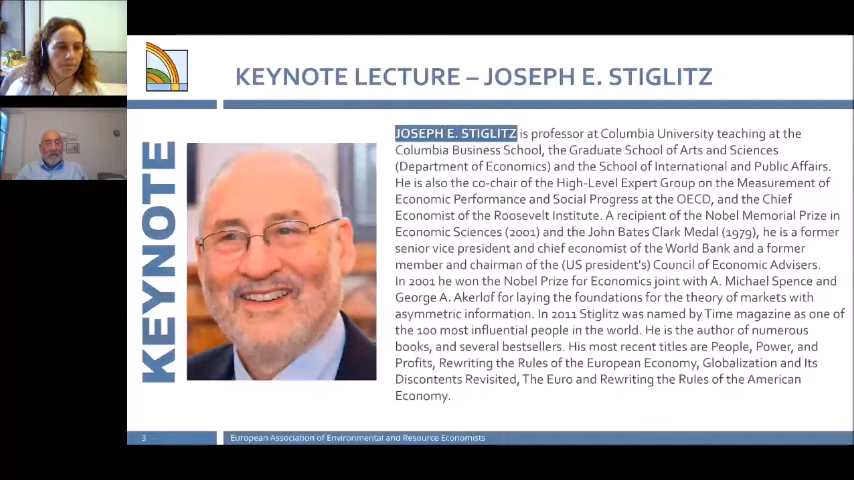 KEYNOTE LECTURE – JOSEPH E. STIGLITZ
KEYNOTE
JOSEPH E. STIGLITZ is professor at Columbia University teaching at the
Columbia Business School, the Graduate School of Arts and Sciences
(Department of Economics) and the School of International and Public Affairs.
He is also the co-chair of the High-Level Expert Group on the Measurement of
Economic Performance and Social Progress at the OECD, and the Chief
Economist of the Roosevelt Institute. A recipient of the Nobel Memorial Prize in
Economic Sciences (2001) and the John Bates Clark Medal (1979), he is a former
senior vice president and chief economist of the World Bank and a former
member and chairman of the (US president's) Council of Economic Advisers.
In 2001 he won the Nobel Prize for Economics joint with A. Michael Spence and
George A. Akerlof for laying the foundations for the theory of markets with
asymmetric information. In 2011 Stiglitz was named by Time magazine as one of
the 100 most influential people in the world. He is the author of numerous
books, and several bestsellers. His most recent titles are People, Power, and
Profits, Rewriting the Rules of the European Economy, Globalization and Its
Discontents Revisited, The Euro and Rewriting the Rules of the American
Economy.
3
European Association of Environmental and Resource Economists